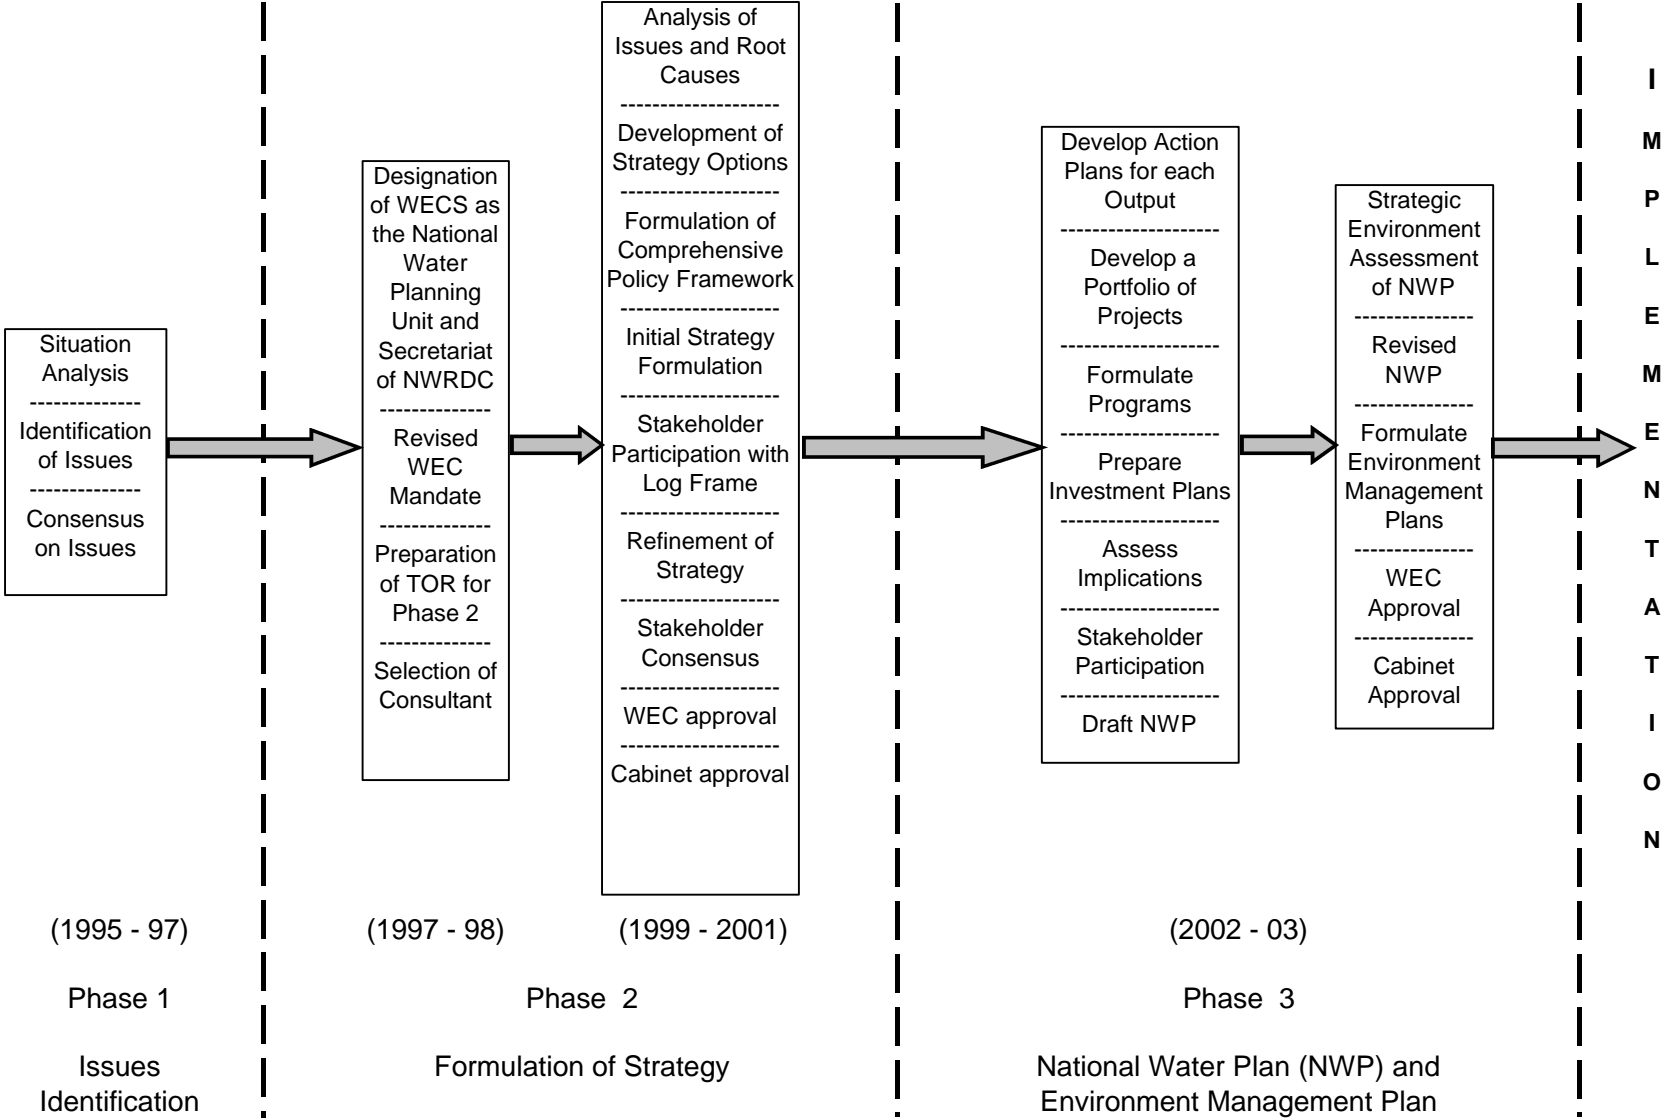 Situation
Analysis
--------------
Identification
of Issues
--------------
Consensus
on Issues
Designation
of WECS as
the National
Water
Planning
Unit and
Secretariat
of NWRDC
--------------
Revised
WEC
Mandate
--------------
Preparation
of TOR for
Phase 2
--------------
Selection of
Consultant
Analysis of
Issues and Root
Causes
--------------------
Development of
Strategy Options
--------------------
Formulation of
Comprehensive
Policy Framework
--------------------
Initial Strategy
Formulation
--------------------
Stakeholder
Participation with
Log Frame
--------------------
Refinement of
Strategy
--------------------
Stakeholder
Consensus
--------------------
WEC approval
--------------------
Cabinet approval
Develop Action
Plans for each
Output
--------------------
Develop a
Portfolio of
Projects
--------------------
Formulate
Programs
--------------------
Prepare
Investment Plans
--------------------
Assess
Implications
--------------------
Stakeholder
Participation
--------------------
Draft NWP
Strategic
Environment
Assessment
of NWP
---------------
Revised
NWP
---------------
Formulate
Environment
Management
Plans
---------------
WEC
Approval
---------------
Cabinet
Approval
I
M
P
L
E
M
E
N
T
A
T
I
O
N
(1995 - 97)
(1997 - 98)
(1999 - 2001)
(2002 - 03)
Phase 1
Phase 2
Phase 3
Issues
Identification
Formulation of Strategy
National Water Plan (NWP) and
Environment Management Plan